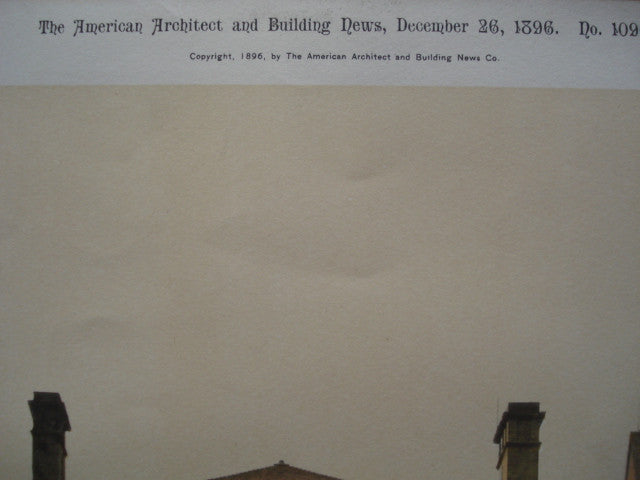 The American Architect and Building News, December 26, 1896. No. 109
Copyright, 1896, by The American Architect and Building News Co.